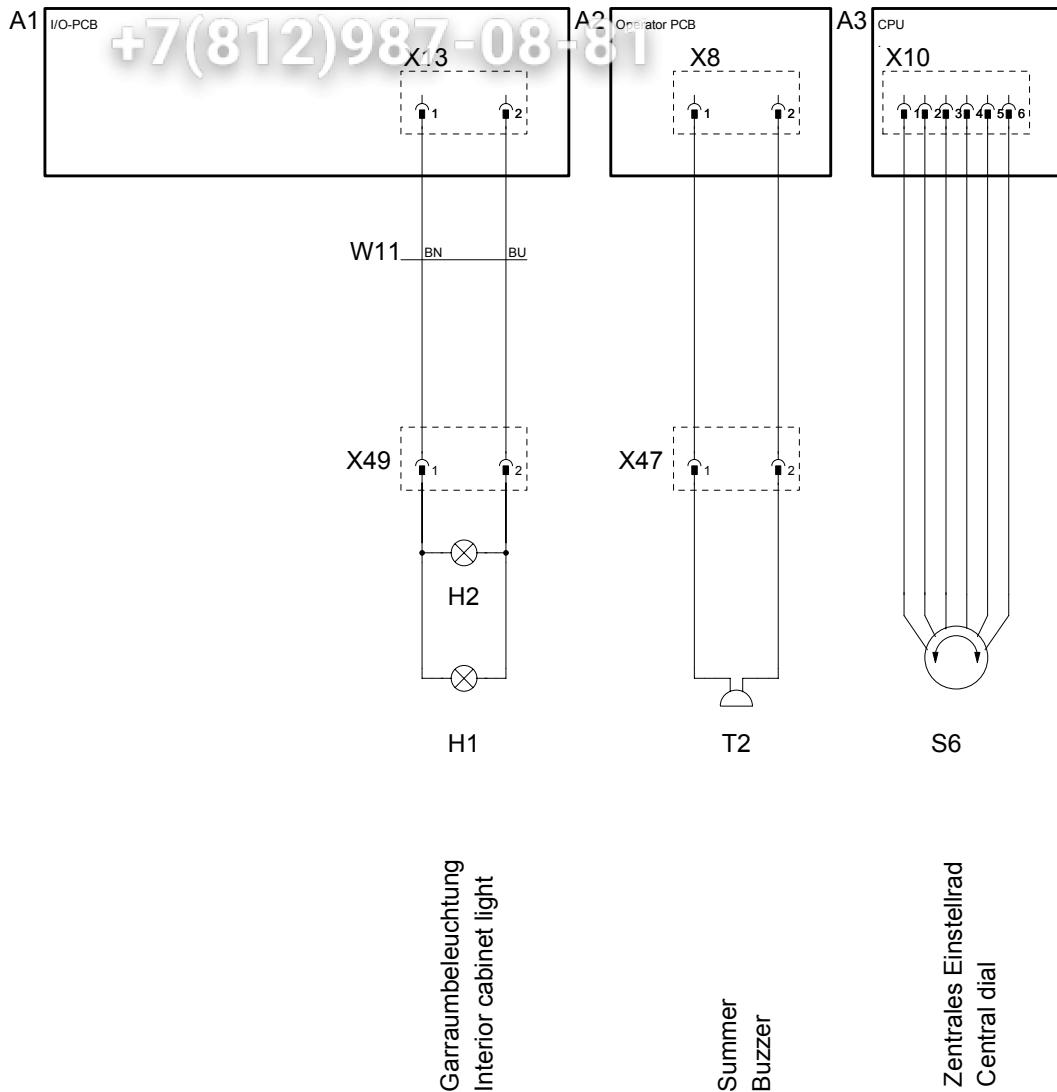 A1 I/O-PCB
A2 Operator PCB
A3 CPU
+7(812)987-08-81
X13
X8
X10
1 2
1 2
1 2 3 4 5 6
W11 BN BU
X49 1 2
X47 1 2
H2
H1
T2
S6
Garraumbeleuchtung
Interior cabinet light
Summer
Buzzer
Zentrales Einstellrad
Central dial